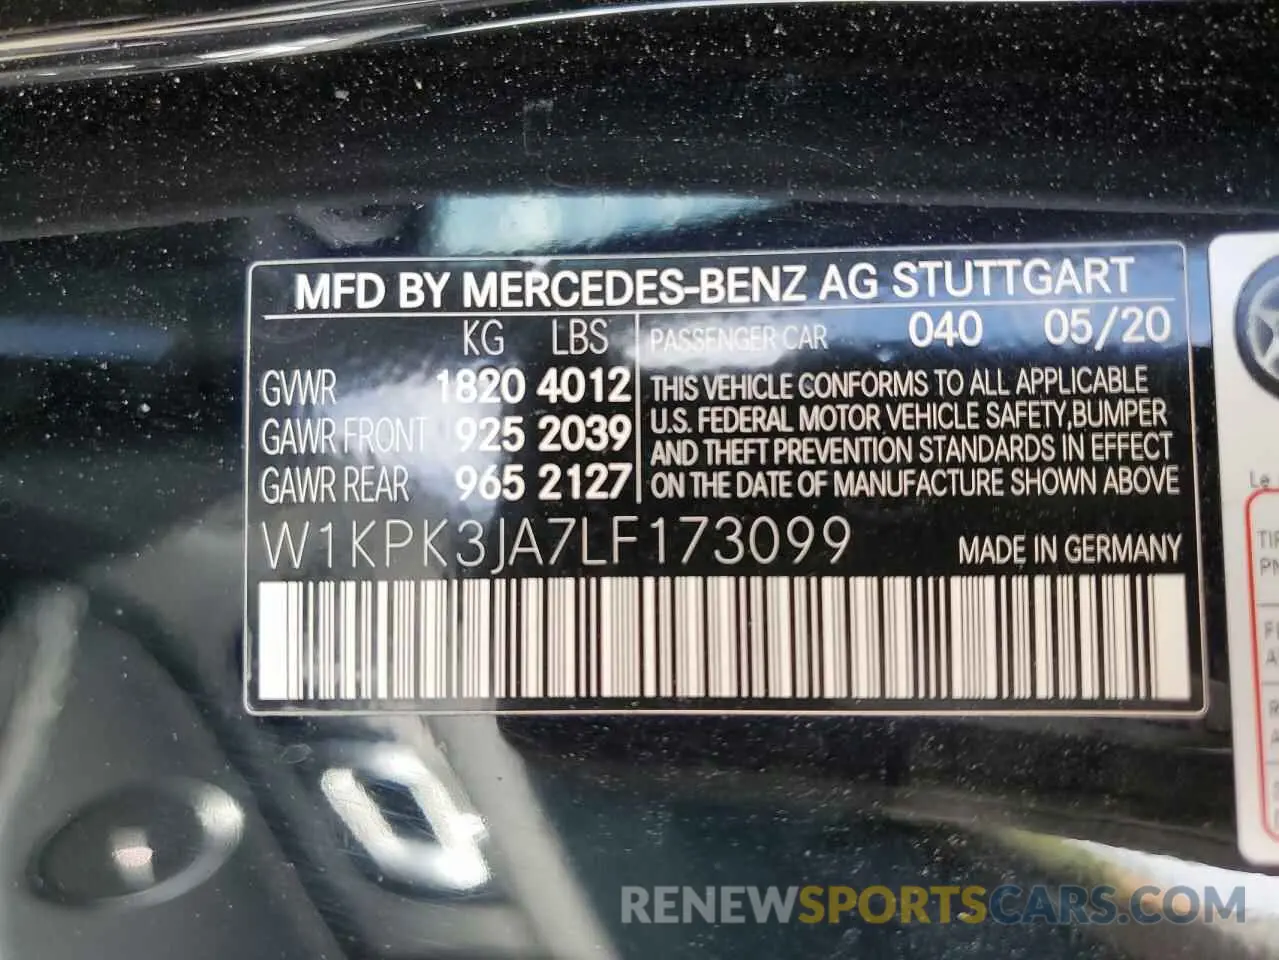 MFD BY MERCEDES-BENZ AG STUTTGART
KG LBS PASSENGER CAR 040 05/20
GVWR 1820 4012
GAWR FRONT 925 2039
GAWR REAR 965 2127
THIS VEHICLE CONFORMS TO ALL APPLICABLE
U.S. FEDERAL MOTOR VEHICLE SAFETY,BUMPER
AND THEFT PREVENTION STANDARDS IN EFFECT
ON THE DATE OF MANUFACTURE SHOWN ABOVE
W1KPK3JA7LF173099 MADE IN GERMANY
Le
RENEWSPORTSCARS.COM